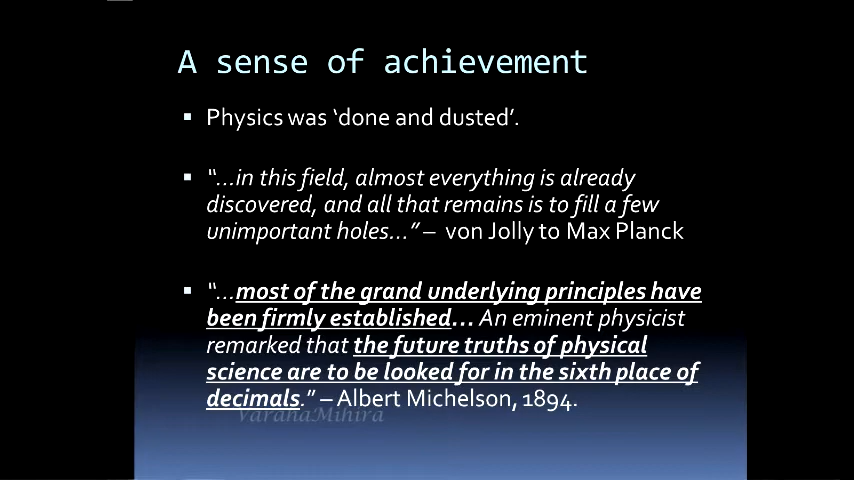 A sense of achievement
Physics was ‘done and dusted’.
“...in this field, almost everything is already
discovered, and all that remains is to fill a few
unimportant holes...” – von Jolly to Max Planck
“...most of the grand underlying principles have
been firmly established... An eminent physicist
remarked that the future truths of physical
science are to be looked for in the sixth place of
decimals.” – Albert Michelson, 1894.
VarahaMihira